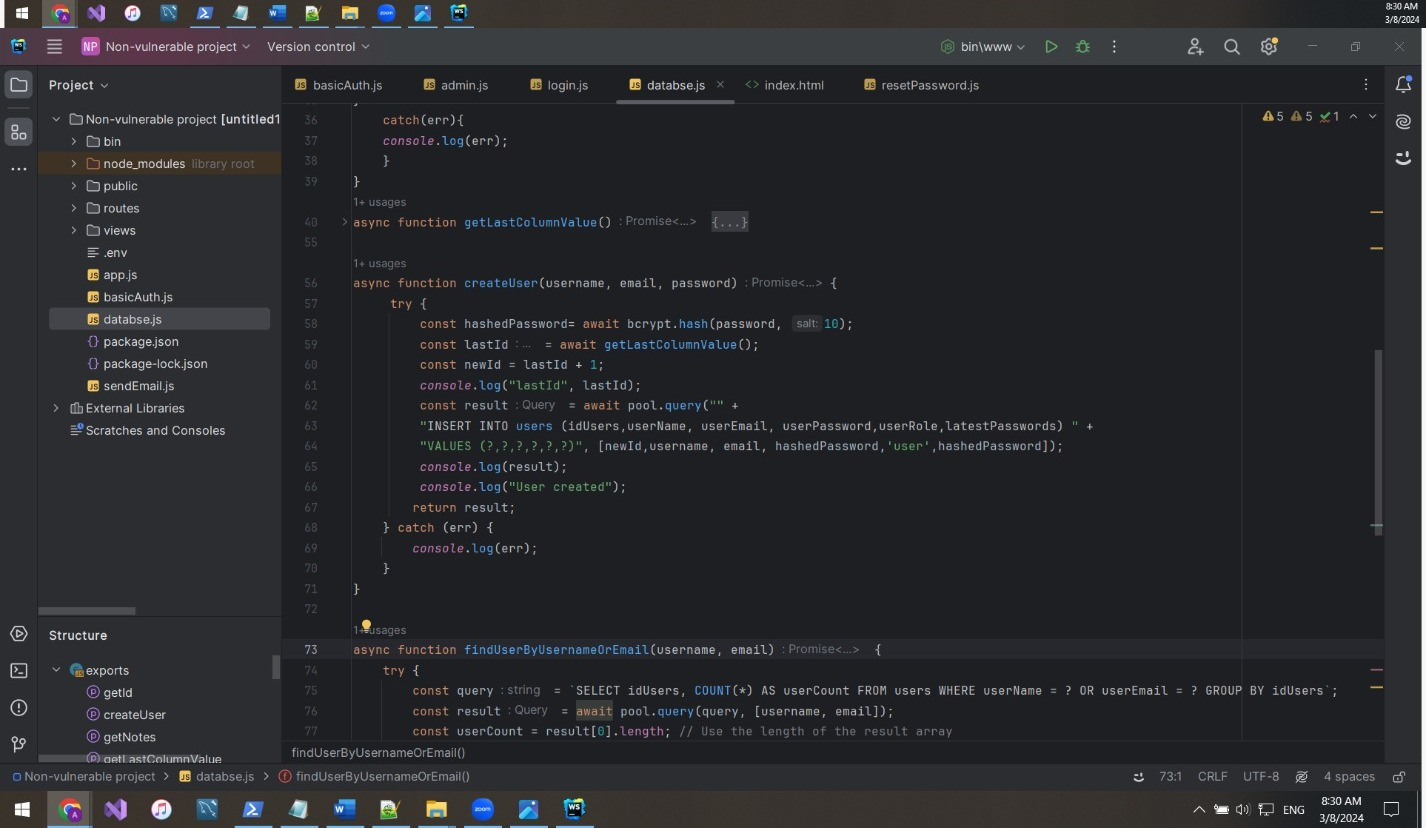 8:30 AM
3/8/2024
NP Non-vulnerable project
Version control
bin\www
Project
basicAuth.js
admin.js
login.js
databse.js
index.html
resetPassword.js
Non-vulnerable project [untitled1
bin
node_modules library root
public
routes
views
.env
app.js
basicAuth.js
databse.js
package.json
package-lock.json
sendEmail.js
External Libraries
Scratches and Consoles
Structure
exports
getId
createUser
getNotes
getLastColumnValue
5 5 1
36 catch(err){
37 console.log(err);
38 }
39 }
1+ usages
40 async function getLastColumnValue() : Promise<...> {...}
55
1+ usages
56 async function createUser(username, email, password) : Promise<...> {
57 try {
58 const hashedPassword= await bcrypt.hash(password, salt: 10);
59 const lastId : ... = await getLastColumnValue();
60 const newId = lastId + 1;
61 console.log("lastId", lastId);
62 const result : Query = await pool.query("" +
63 "INSERT INTO users (idUsers,userName, userEmail, userPassword,userRole,latestPasswords) " +
64 "VALUES (?,?,?,?,?,?)", [newId,username, email, hashedPassword,'user',hashedPassword]);
65 console.log(result);
66 console.log("User created");
67 return result;
68 } catch (err) {
69 console.log(err);
70 }
71 }
72
1+ usages
73 async function findUserByUsernameOrEmail(username, email) : Promise<...> {
74 try {
75 const query : string = `SELECT idUsers, COUNT(*) AS userCount FROM users WHERE userName = ? OR userEmail = ? GROUP BY idUsers`;
76 const result : Query = await pool.query(query, [username, email]);
77 const userCount = result[0].length; // Use the length of the result array
findUserByUsernameOrEmail()
Non-vulnerable project > databse.js > findUserByUsernameOrEmail()
73:1 CRLF UTF-8 4 spaces
ENG
8:30 AM
3/8/2024